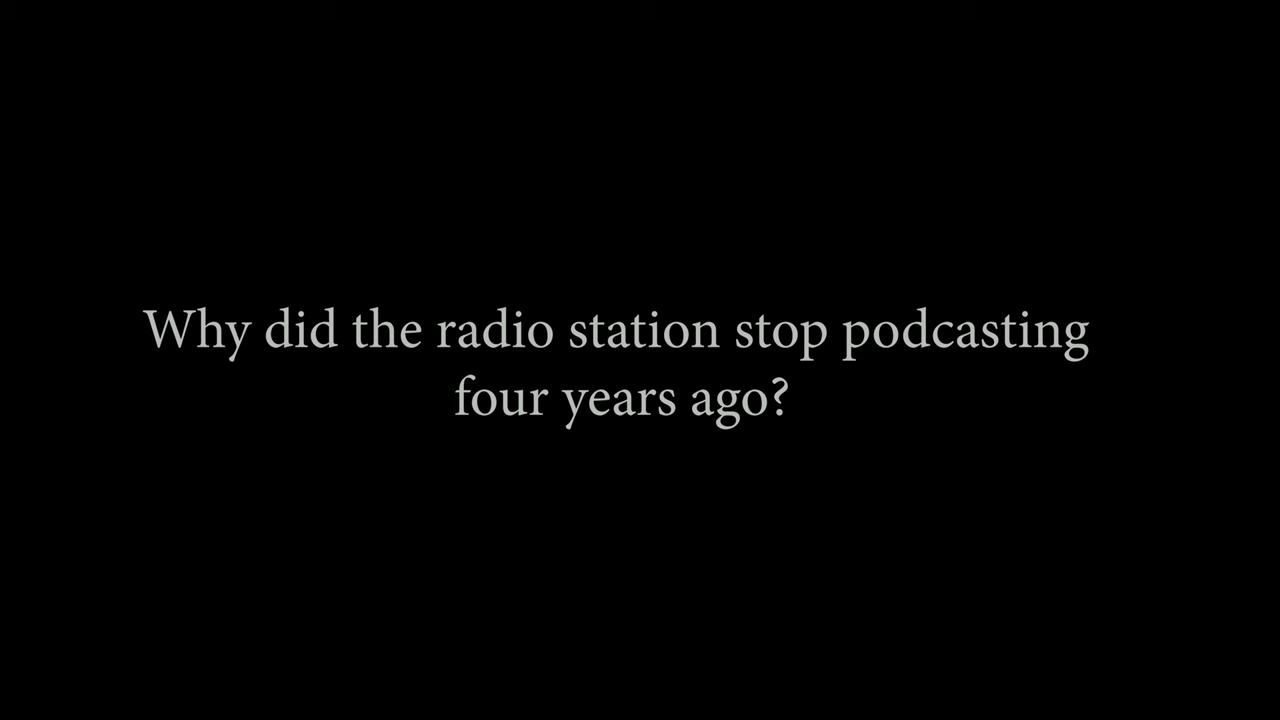 Why did the radio station stop podcasting
four years ago?